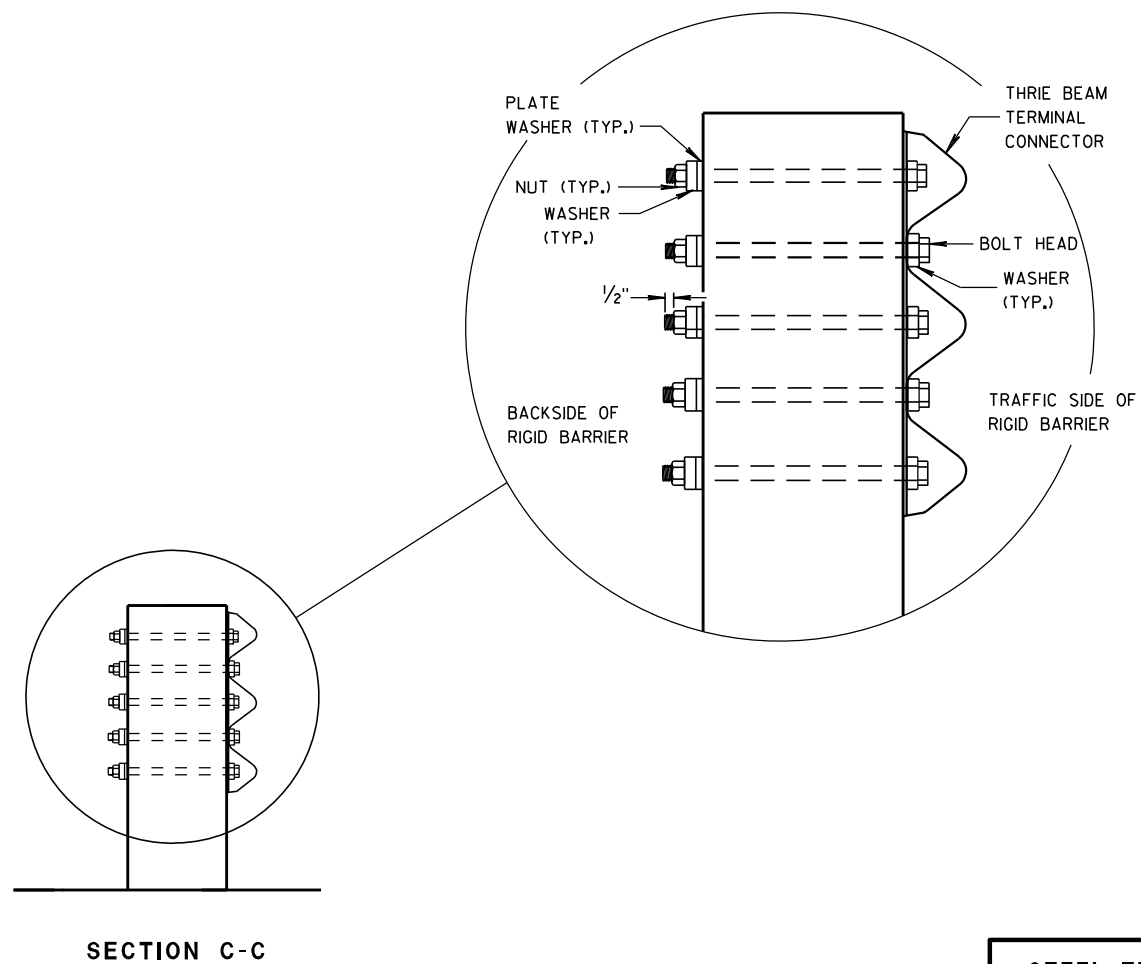 PLATE
WASHER (TYP.)
NUT (TYP.)
WASHER
(TYP.)
1/2"
BACKSIDE OF
RIGID BARRIER
THRIE BEAM
TERMINAL
CONNECTOR
BOLT HEAD
WASHER
(TYP.)
TRAFFIC SIDE OF
RIGID BARRIER
SECTION C-C